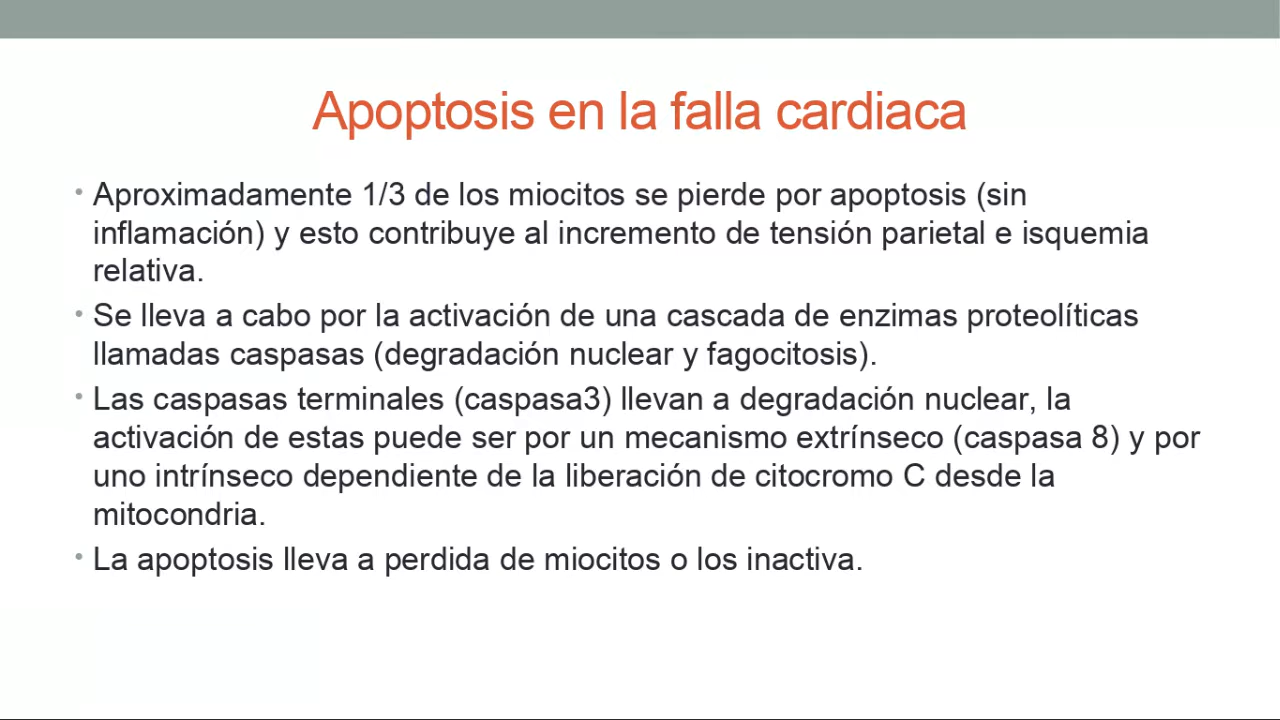 Apoptosis en la falla cardiaca
• Aproximadamente 1/3 de los miocitos se pierde por apoptosis (sin
inflamación) y esto contribuye al incremento de tensión parietal e isquemia
relativa.
• Se lleva a cabo por la activación de una cascada de enzimas proteolíticas
llamadas caspasas (degradación nuclear y fagocitosis).
• Las caspasas terminales (caspasa3) llevan a degradación nuclear, la
activación de estas puede ser por un mecanismo extrínseco (caspasa 8) y por
uno intrínseco dependiente de la liberación de citocromo C desde la
mitocondria.
• La apoptosis lleva a perdida de miocitos o los inactiva.